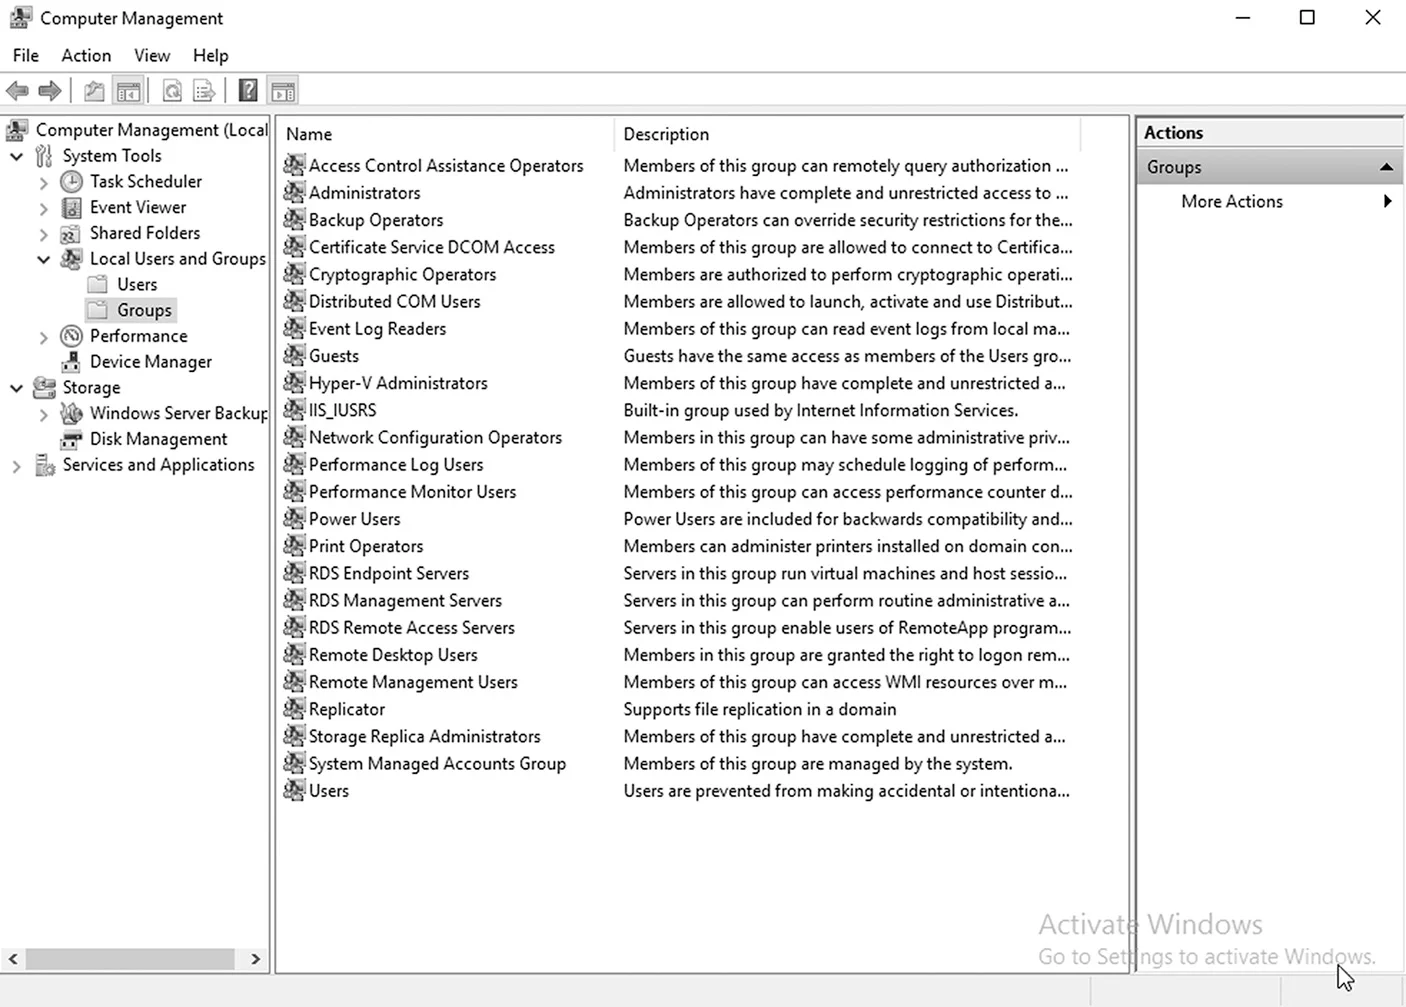 Computer Management
File Action View Help
Computer Management (Local
System Tools
Task Scheduler
Event Viewer
Shared Folders
Local Users and Groups
Users
Groups
Performance
Device Manager
Storage
Windows Server Backup
Disk Management
Services and Applications
Name Description
Access Control Assistance Operators Members of this group can remotely query authorization ...
Administrators Administrators have complete and unrestricted access to ...
Backup Operators Backup Operators can override security restrictions for the...
Certificate Service DCOM Access Members of this group are allowed to connect to Certifica...
Cryptographic Operators Members are authorized to perform cryptographic operati...
Distributed COM Users Members are allowed to launch, activate and use Distribut...
Event Log Readers Members of this group can read event logs from local ma...
Guests Guests have the same access as members of the Users gro...
Hyper-V Administrators Members of this group have complete and unrestricted a...
IIS_IUSRS Built-in group used by Internet Information Services.
Network Configuration Operators Members in this group can have some administrative priv...
Performance Log Users Members of this group may schedule logging of perform...
Performance Monitor Users Members of this group can access performance counter d...
Power Users Power Users are included for backwards compatibility and...
Print Operators Members can administer printers installed on domain con...
RDS Endpoint Servers Servers in this group run virtual machines and host sessio...
RDS Management Servers Servers in this group can perform routine administrative a...
RDS Remote Access Servers Servers in this group enable users of RemoteApp program...
Remote Desktop Users Members in this group are granted the right to logon rem...
Remote Management Users Members of this group can access WMI resources over m...
Replicator Supports file replication in a domain
Storage Replica Administrators Members of this group have complete and unrestricted a...
System Managed Accounts Group Members of this group are managed by the system.
Users Users are prevented from making accidental or intentiona...
Actions
Groups
More Actions
Activate Windows
Go to Settings to activate Windows.